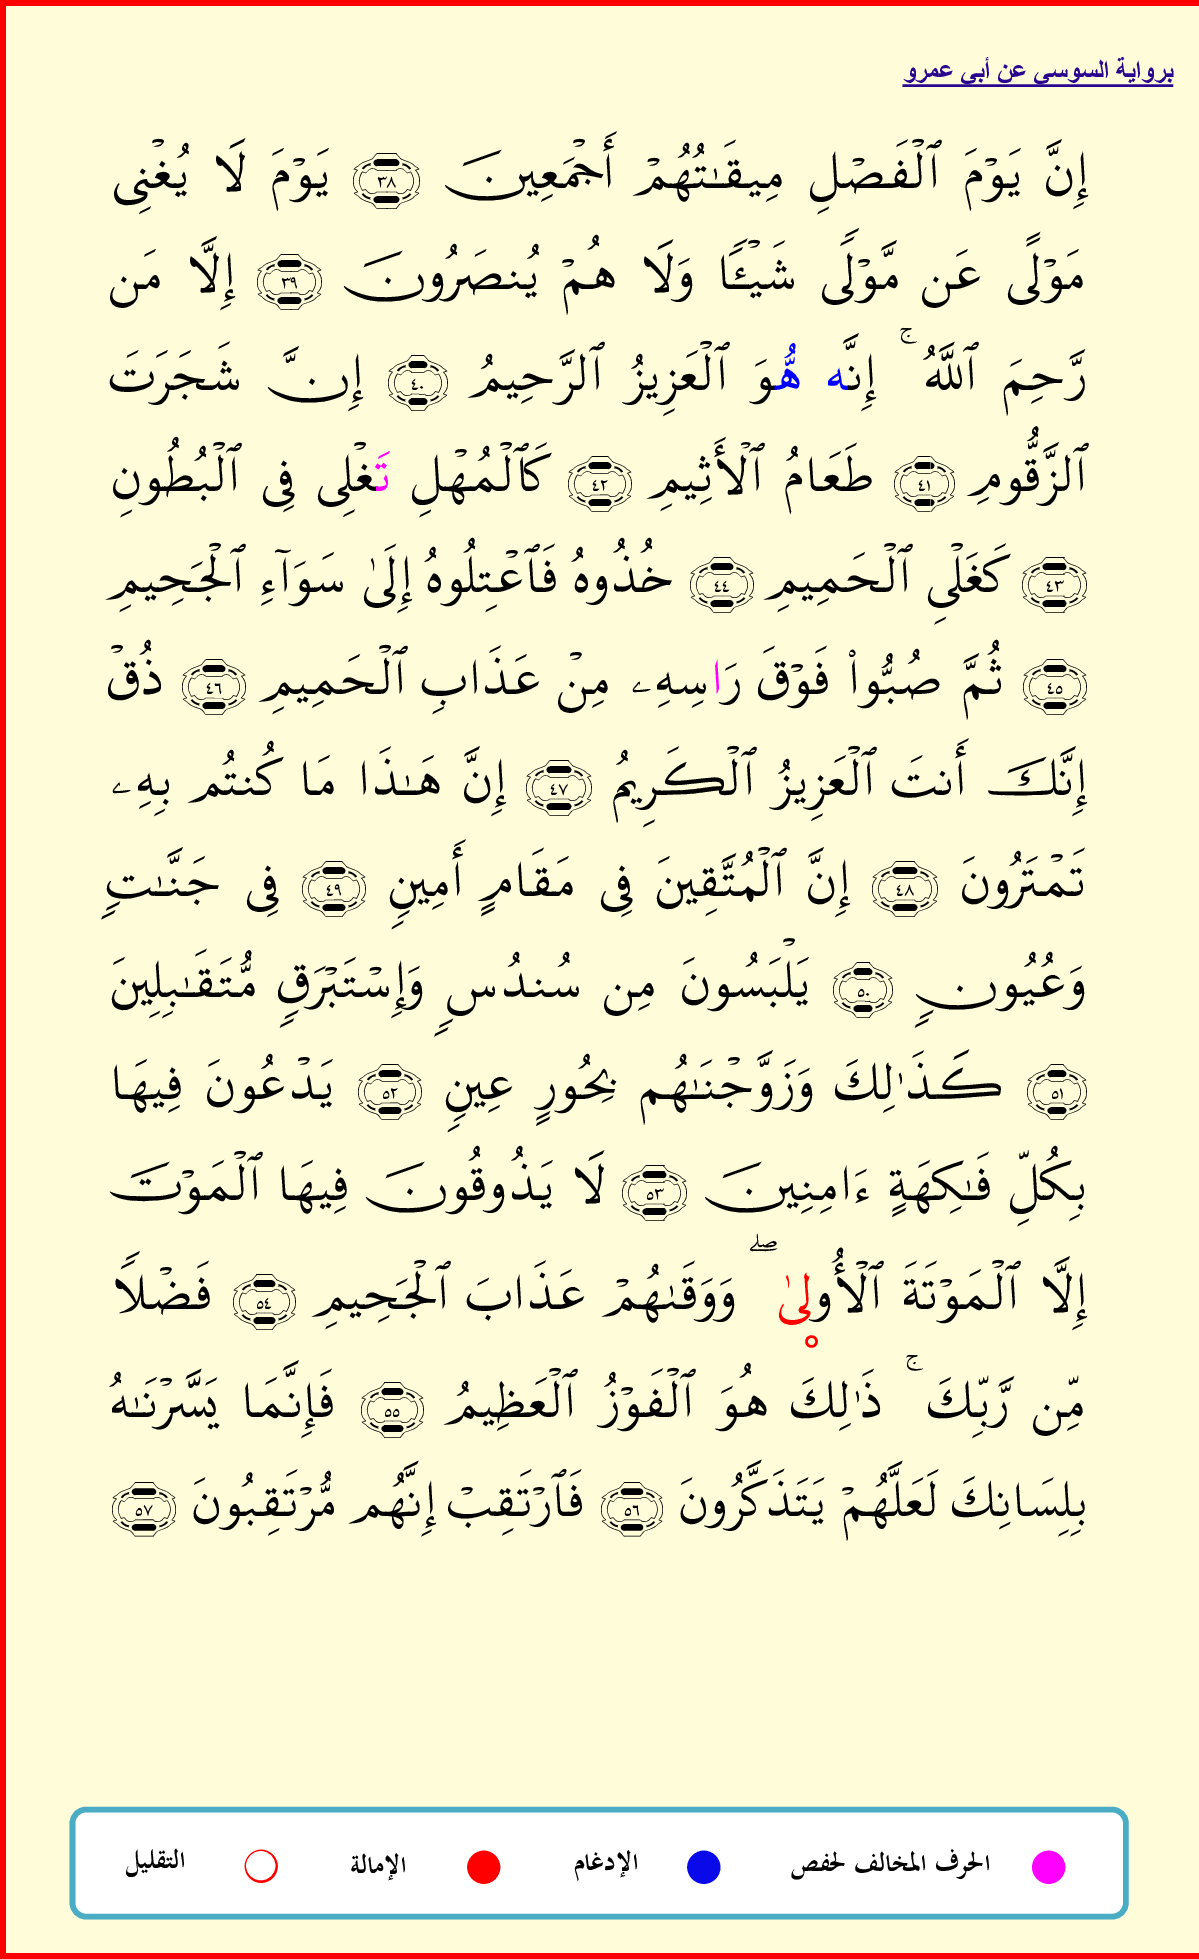 برواية السوسي عن أبي عمرو
إِنَّ يَوْمَ ٱلْفَصْلِ مِيقَـٰتُهُمْ أَجْمَعِينَ ٣٨ يَوْمَ لَا يُغْنِى
مَوْلًى عَن مَّوْلًى شَيْـًٔا وَلَا هُمْ يُنصَرُونَ ٣٩ إِلَّا مَن
رَّحِمَ ٱللَّهُ ۚ إِنَّه هُّوَ ٱلْعَزِيزُ ٱلرَّحِيمُ ٤٠ إِنَّ شَجَرَتَ
ٱلزَّقُّومِ ٤١ طَعَامُ ٱلْأَثِيمِ ٤٢ كَٱلْمُهْلِ تَغْلِى فِى ٱلْبُطُونِ
٤٣ كَغَلْىِ ٱلْحَمِيمِ ٤٤ خُذُوهُ فَٱعْتِلُوهُ إِلَىٰ سَوَآءِ ٱلْجَحِيمِ
٤٥ ثُمَّ صُبُّوا۟ فَوْقَ رَاسِهِۦ مِنْ عَذَابِ ٱلْحَمِيمِ ٤٦ ذُقْ
إِنَّكَ أَنتَ ٱلْعَزِيزُ ٱلْكَرِيمُ ٤٧ إِنَّ هَـٰذَا مَا كُنتُم بِهِۦ
تَمْتَرُونَ ٤٨ إِنَّ ٱلْمُتَّقِينَ فِى مَقَامٍ أَمِينٍ ٤٩ فِى جَنَّـٰتٍ
وَعُيُونٍ ٥٠ يَلْبَسُونَ مِن سُندُسٍ وَإِسْتَبْرَقٍ مُّتَقَـٰبِلِينَ
٥١ كَذَٰلِكَ وَزَوَّجْنَـٰهُم بِحُورٍ عِينٍ ٥٢ يَدْعُونَ فِيهَا
بِكُلِّ فَـٰكِهَةٍ ءَامِنِينَ ٥٣ لَا يَذُوقُونَ فِيهَا ٱلْمَوْتَ
إِلَّا ٱلْمَوْتَةَ ٱلْأُولىٰ ۖ وَوَقَىٰهُمْ عَذَابَ ٱلْجَحِيمِ ٥٤ فَضْلًا
مِّن رَّبِّكَ ۚ ذَٰلِكَ هُوَ ٱلْفَوْزُ ٱلْعَظِيمُ ٥٥ فَإِنَّمَا يَسَّرْنَـٰهُ
بِلِسَانِكَ لَعَلَّهُمْ يَتَذَكَّرُونَ ٥٦ فَٱرْتَقِبْ إِنَّهُم مُّرْتَقِبُونَ ٥٧
الحرف المخالف لحفص الإدغام الإمالة التقليل